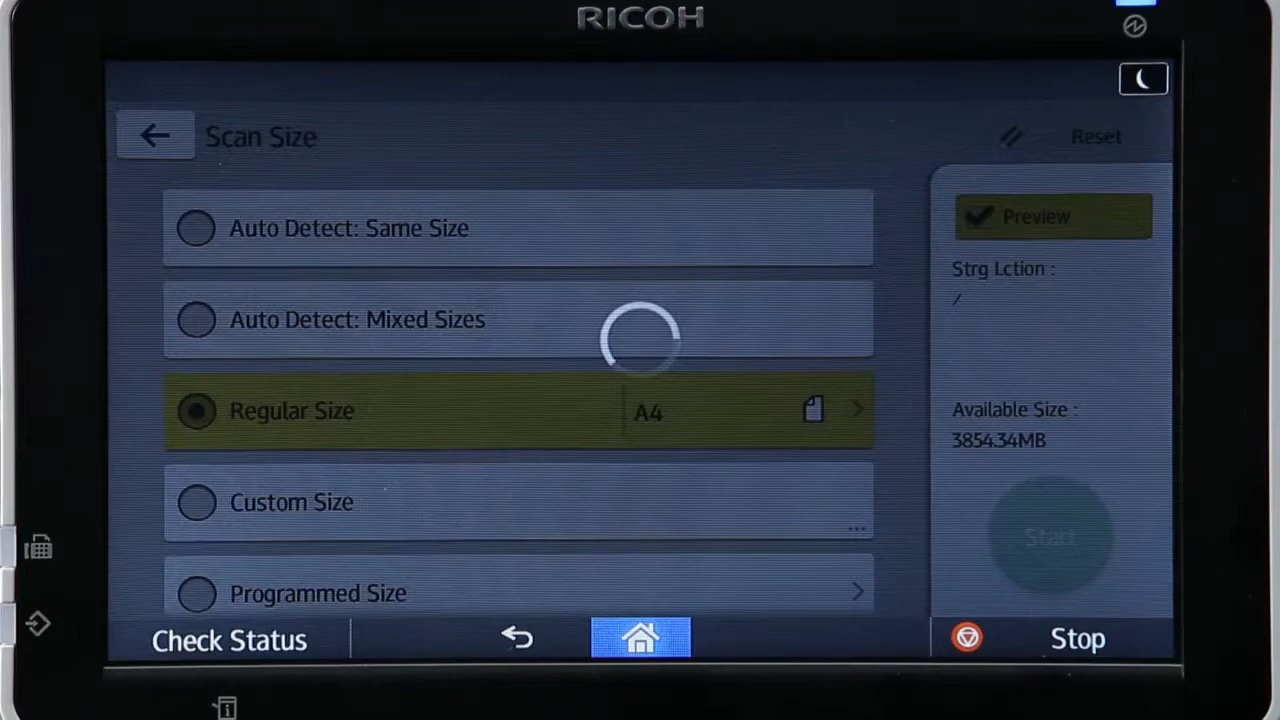 RICOH
Scan Size
Reset
Auto Detect: Same Size
Preview
Strg Lction :
/
Auto Detect: Mixed Sizes
Regular Size A4
Available Size :
3854.34MB
Custom Size
...
Start
Programmed Size
Check Status
Stop